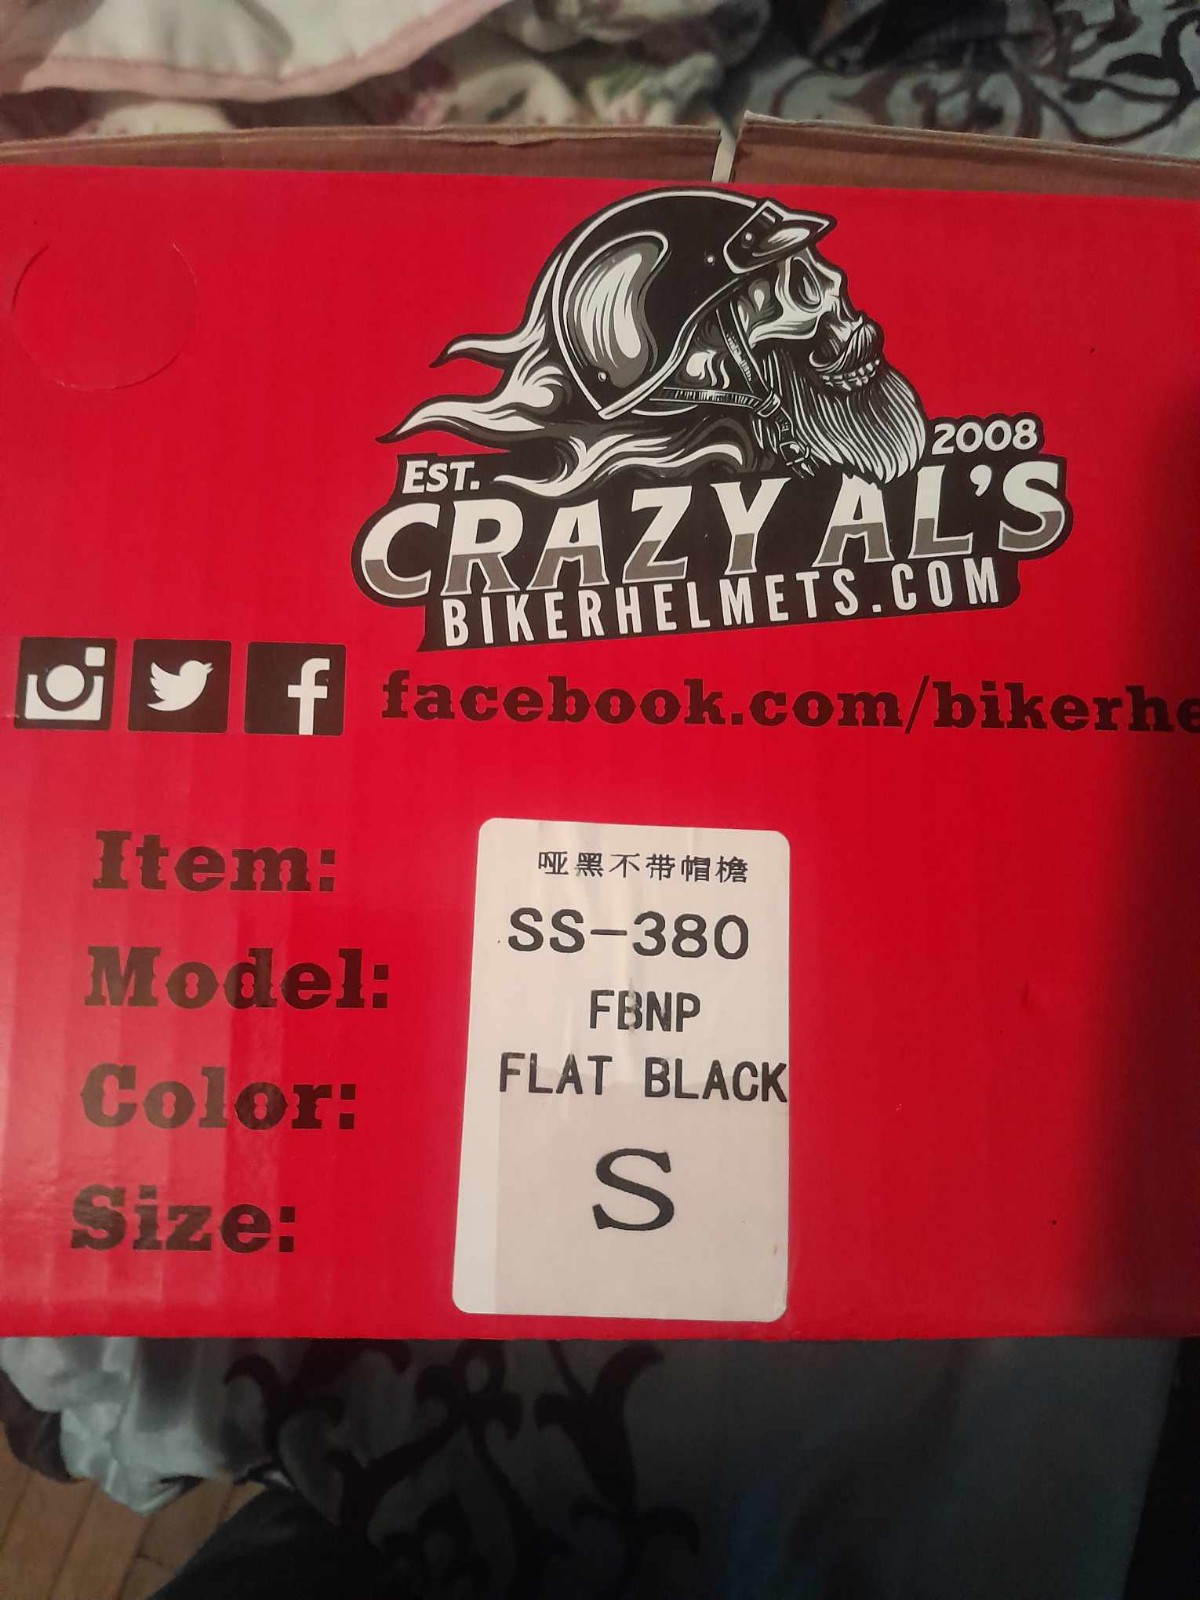 EST. 2008
CRAZY AL'S
BIKERHELMETS.COM
facebook.com/bikerhe
Item:
哑黑不带帽檐
SS-380
Model:
FBNP
Color:
FLAT BLACK
Size:
S